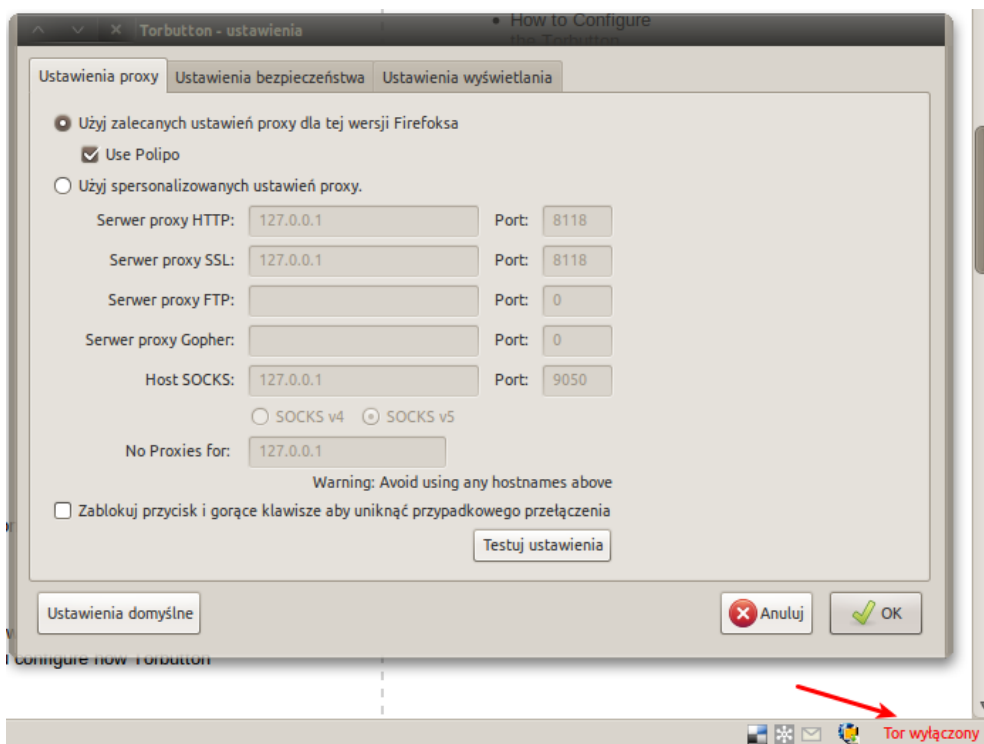 How to Configure
the Torbutton
Torbutton - ustawienia
Ustawienia proxy Ustawienia bezpieczeństwa Ustawienia wyświetlania
Użyj zalecanych ustawień proxy dla tej wersji Firefoksa
Use Polipo
Użyj spersonalizowanych ustawień proxy.
Serwer proxy HTTP: 127.0.0.1 Port: 8118
Serwer proxy SSL: 127.0.0.1 Port: 8118
Serwer proxy FTP: Port: 0
Serwer proxy Gopher: Port: 0
Host SOCKS: 127.0.0.1 Port: 9050
SOCKS v4 SOCKS v5
No Proxies for: 127.0.0.1
Warning: Avoid using any hostnames above
Zablokuj przycisk i gorące klawisze aby uniknąć przypadkowego przełączenia
Testuj ustawienia
Ustawienia domyślne Anuluj OK
configure how Torbutton
Tor wyłączony